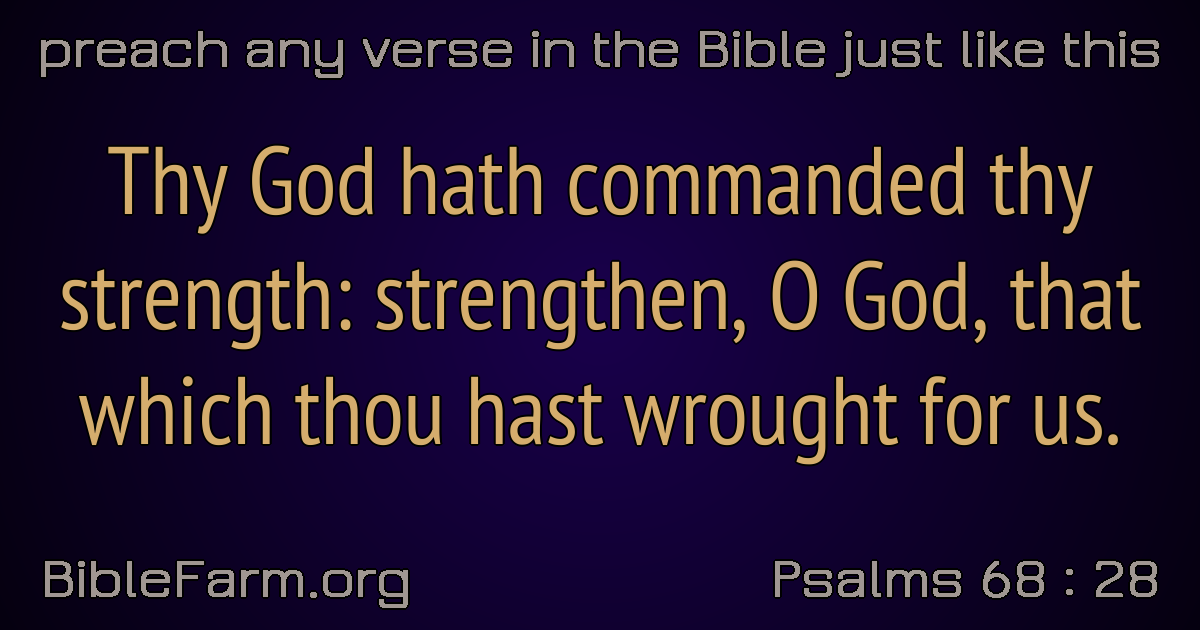 preach any verse in the Bible just like this
Thy God hath commanded thy
strength: strengthen, O God, that
which thou hast wrought for us.
BibleFarm.org
Psalms 68 : 28